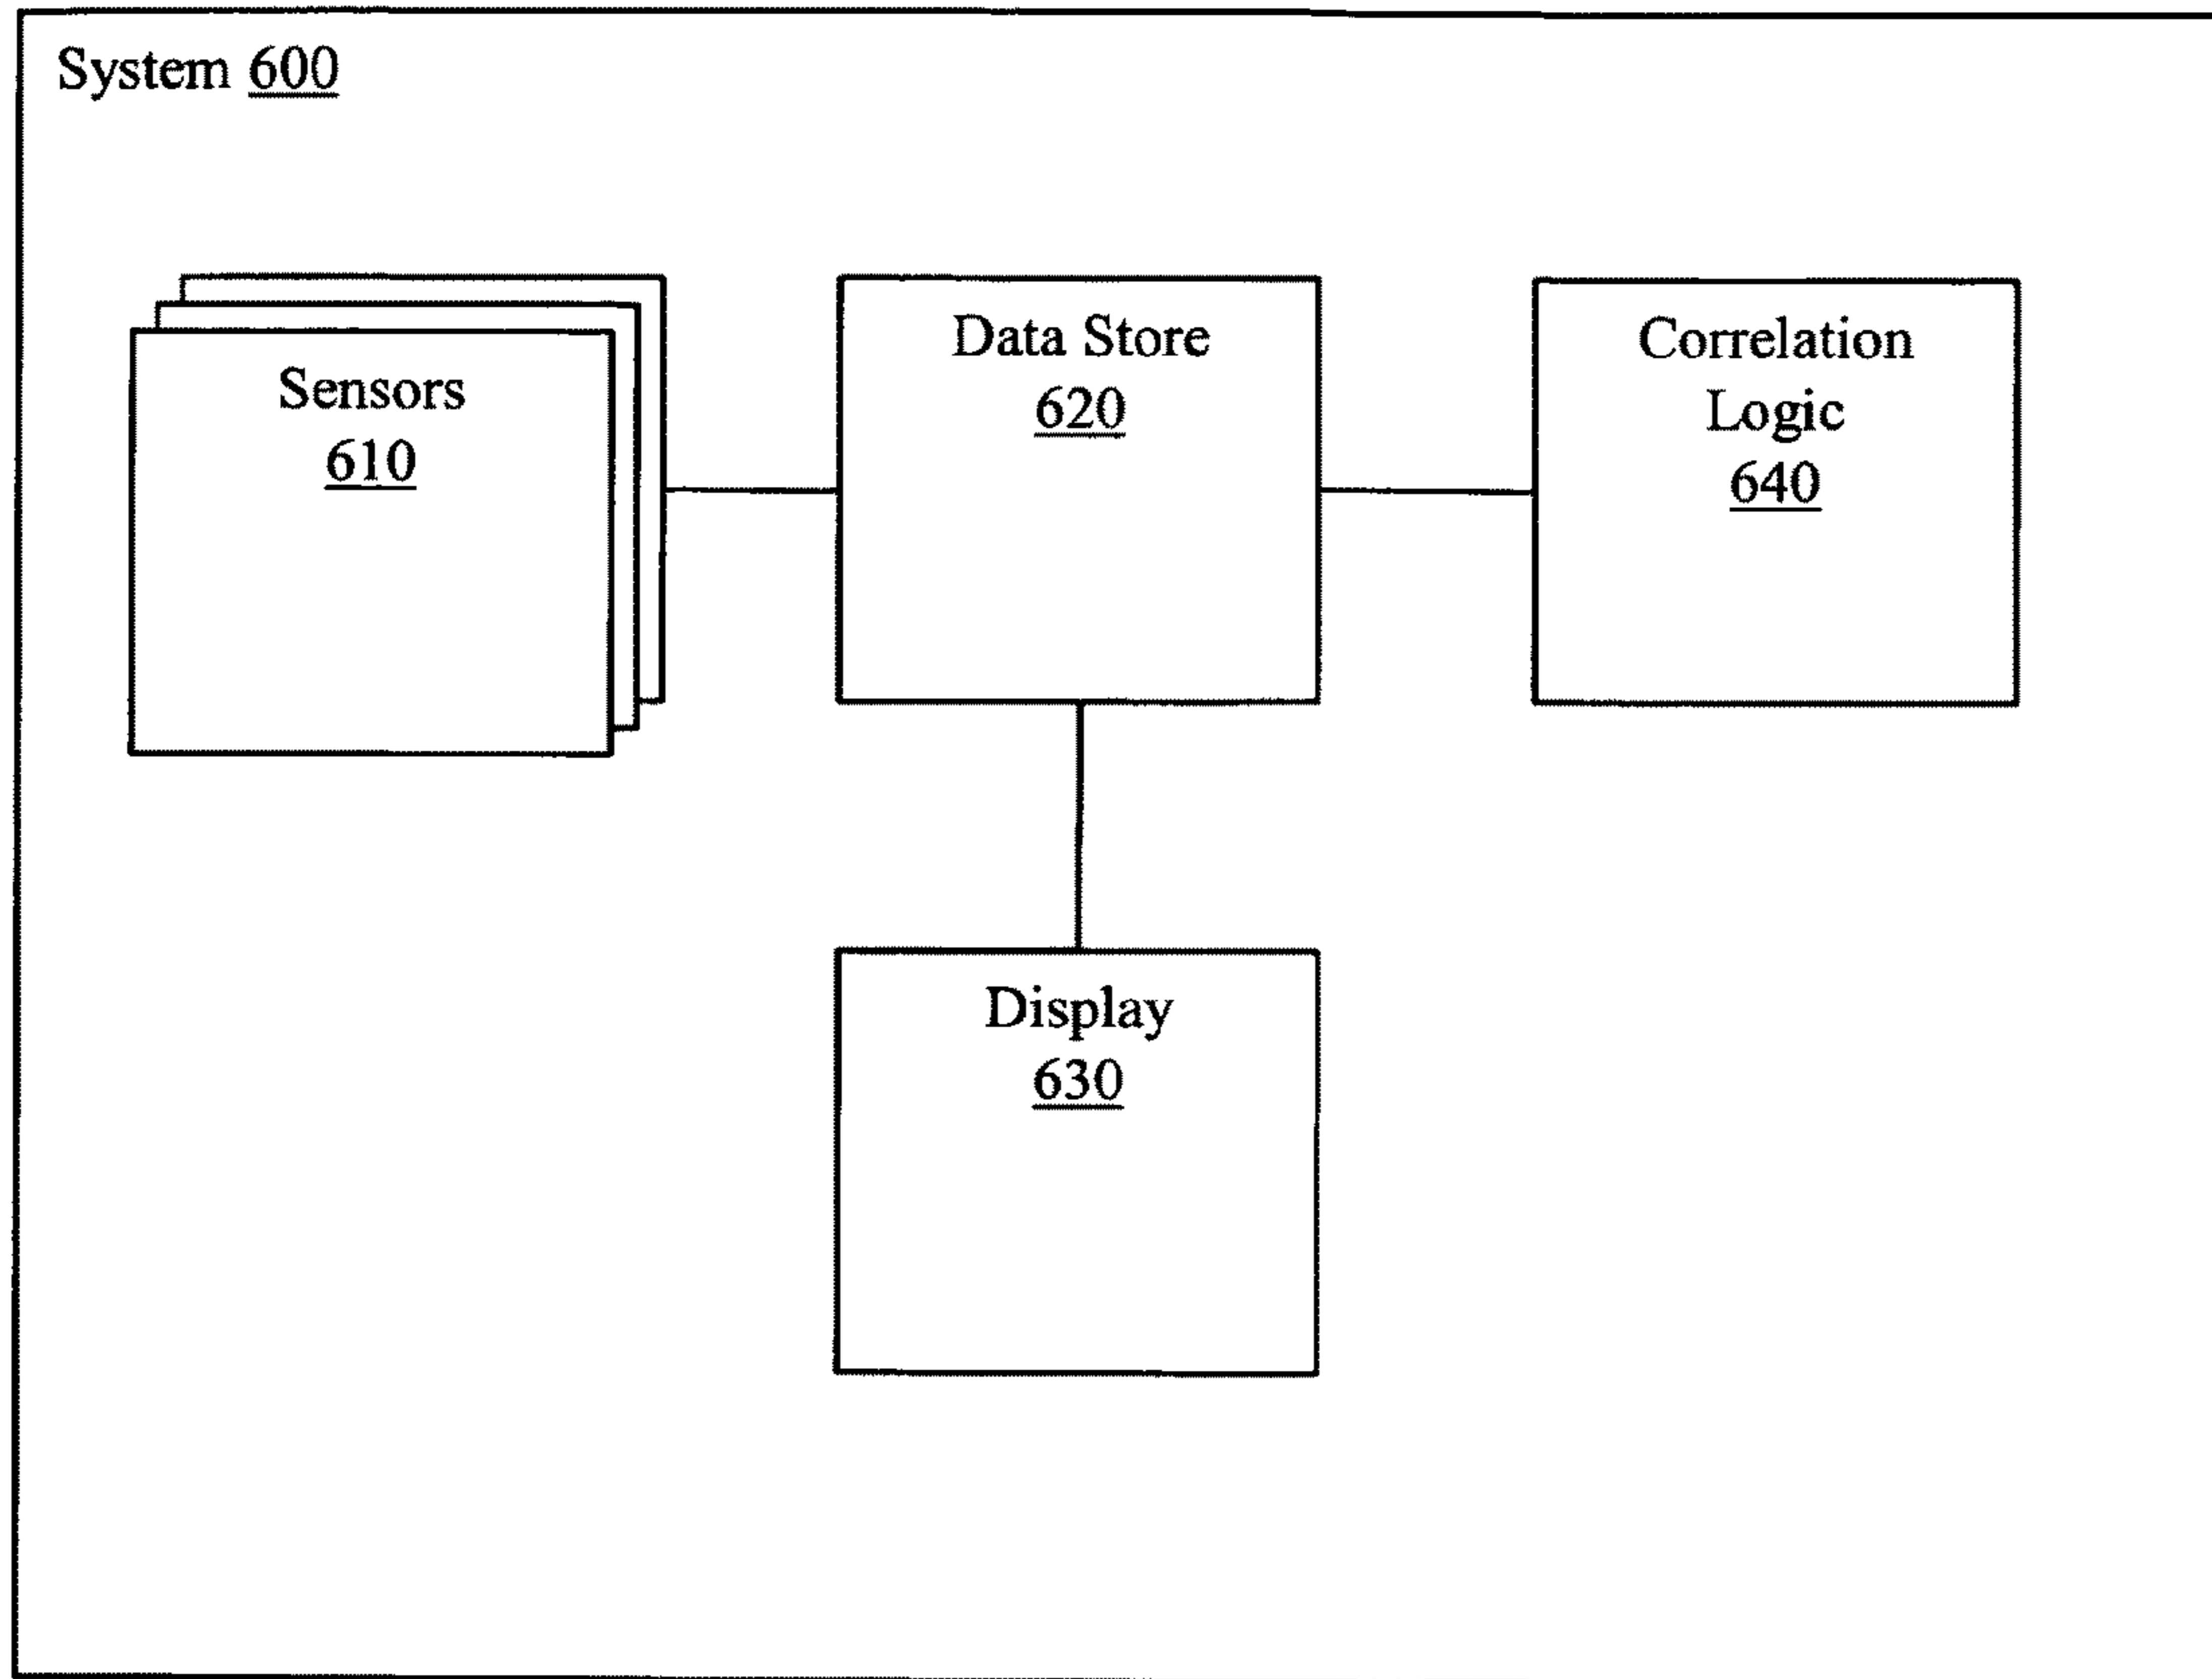 System 600
Sensors
610
Data Store
620
Correlation
Logic
640
Display
630